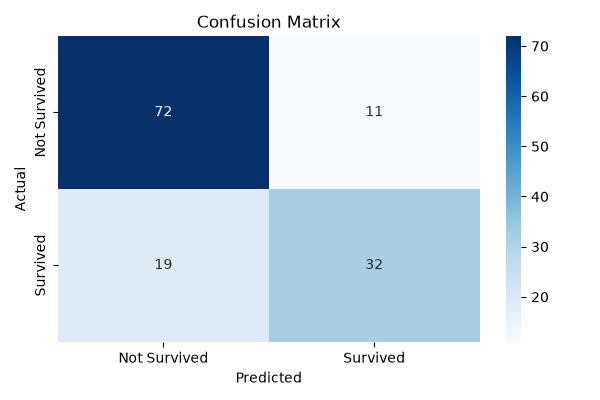 Confusion Matrix
Actual
Not Survived
Survived
72
11
19
32
Not Survived
Survived
Predicted
70
60
50
40
30
20